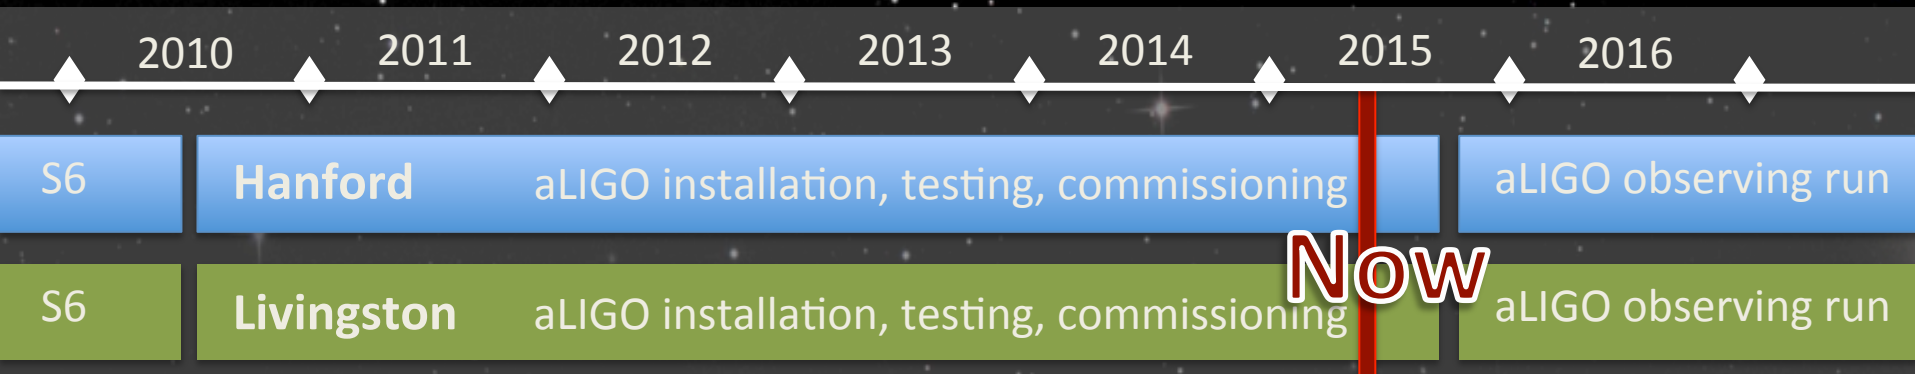 2010 2011 2012 2013 2014 2015 2016
S6 Hanford aLIGO installation, testing, commissioning aLIGO observing run
Now
S6 Livingston aLIGO installation, testing, commissioning aLIGO observing run